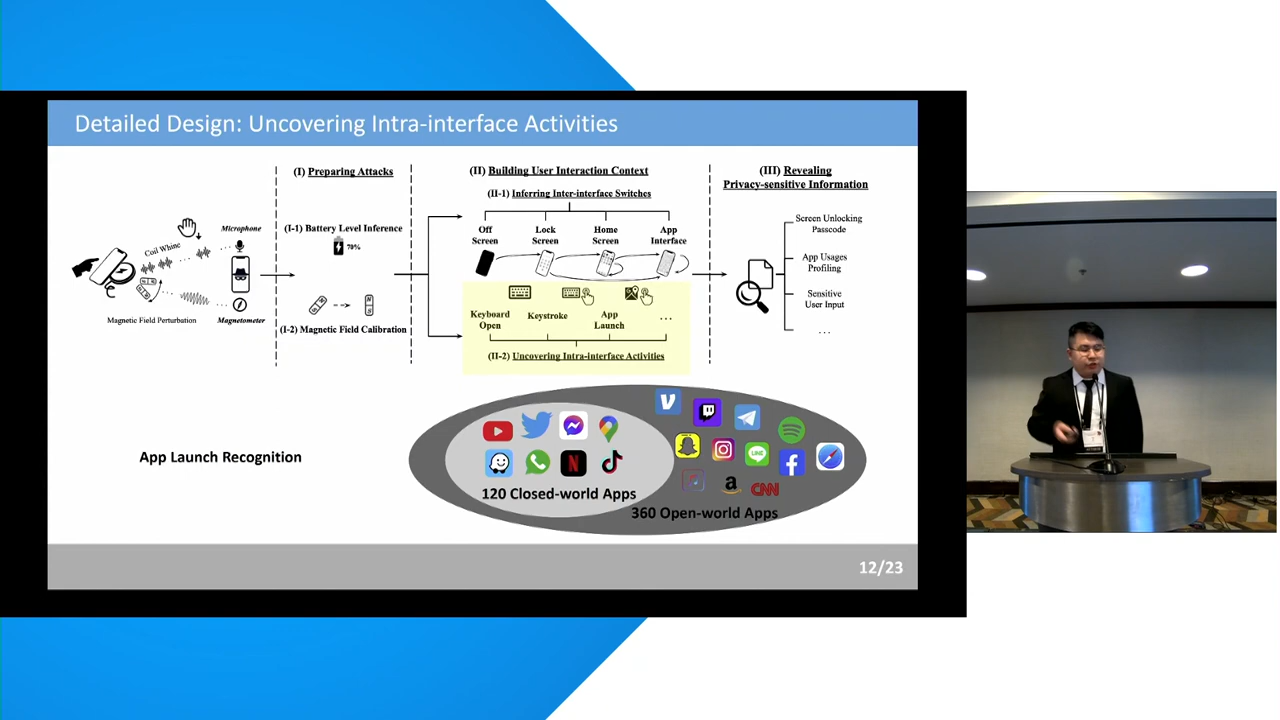 Detailed Design: Uncovering Intra-interface Activities
(I) Preparing Attacks
(II) Building User Interaction Context
(III) Revealing
Privacy-sensitive Information
(II-1) Inferring Inter-interface Switches
Coil Whine
Microphone
Magnetic Field Perturbation
Magnetometer
(I-1) Battery Level Inference
70%
(I-2) Magnetic Field Calibration
Off
Screen
Lock
Screen
Home
Screen
App
Interface
Keyboard
Open
Keystroke
App
Launch
...
(II-2) Uncovering Intra-interface Activities
Screen Unlocking
Passcode
App Usages
Profiling
Sensitive
User Input
...
App Launch Recognition
120 Closed-world Apps
a
CNN
360 Open-world Apps
12/23